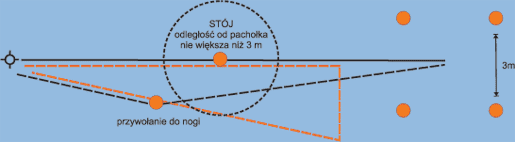 STÓJ
odległość od pachołka
nie większa niż 3 m
3m
przywołanie do nogi